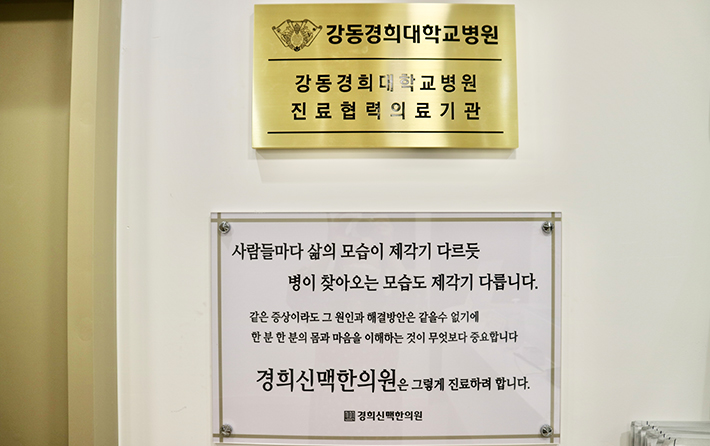 강동경희대학교병원
강동경희대학교병원
진료협력의료기관
사람들마다 삶의 모습이 제각기 다르듯
병이 찾아오는 모습도 제각기 다릅니다.
같은 증상이라도 그 원인과 해결방안은 같을수 없기에
한 분 한 분의 몸과 마음을 이해하는 것이 무엇보다 중요합니다
경희신맥한의원은 그렇게 진료하려 합니다.
경희신맥한의원